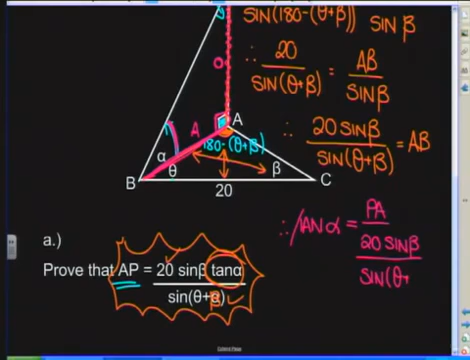 SIN(180-(θ+β)) SIN β
∴ 20 / SIN(θ+β) = AB / SINβ
∴ 20 SINβ / SIN(θ+β) = AB
O
A
A
180-(θ+β)
α
θ
β
B
C
20
∴ TAN α = PA / 20 SINβ / SIN(θ+
a.)
Prove that AP = 20 sinβ tanα
sin(θ+β)